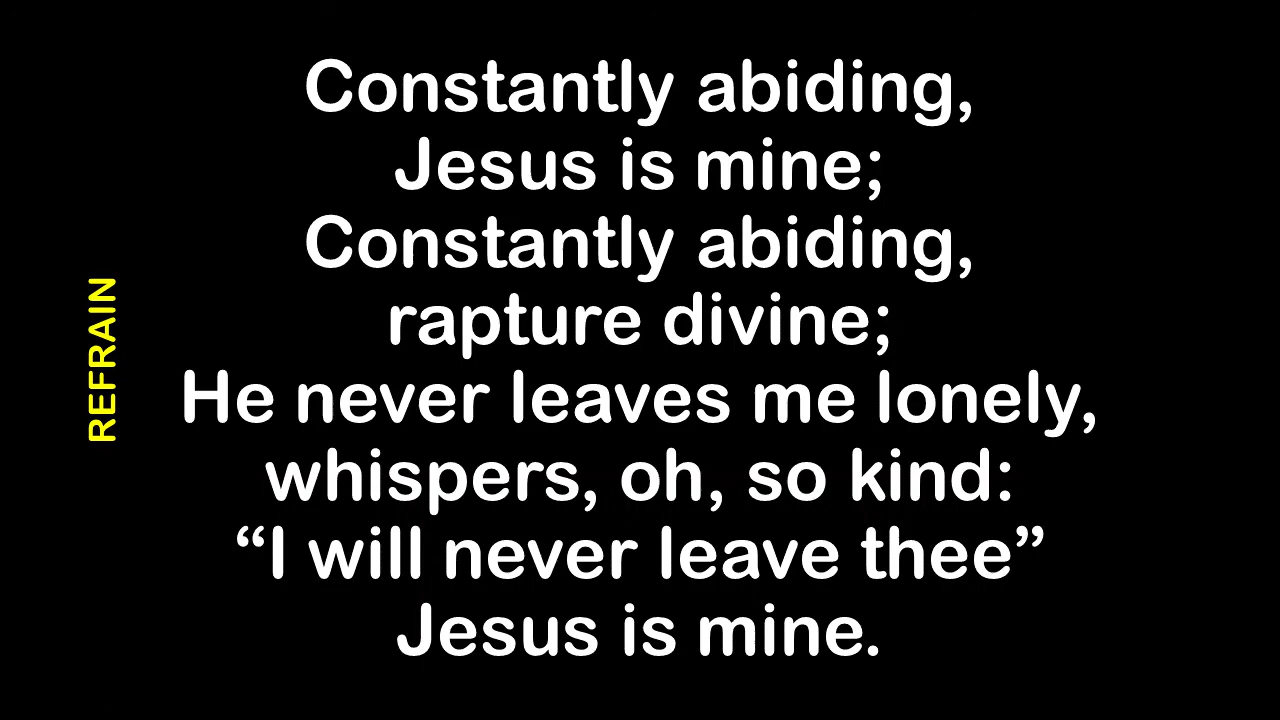 REFRAIN
Constantly abiding,
Jesus is mine;
Constantly abiding,
rapture divine;
He never leaves me lonely,
whispers, oh, so kind:
“I will never leave thee”
Jesus is mine.